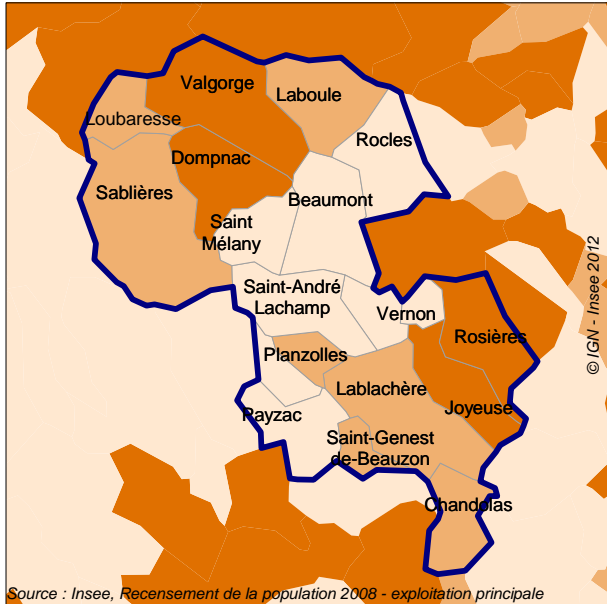 Valgorge
Laboule
Loubaresse
Rocles
Dompnac
Sablières
Beaumont
Saint
Mélany
Saint-André
Lachamp
Vernon
Rosières
Planzolles
Lablachère
Joyeuse
Payzac
Saint-Genest
de-Beauzon
Chandolas
© IGN - Insee 2012
Source : Insee, Recensement de la population 2008 - exploitation principale